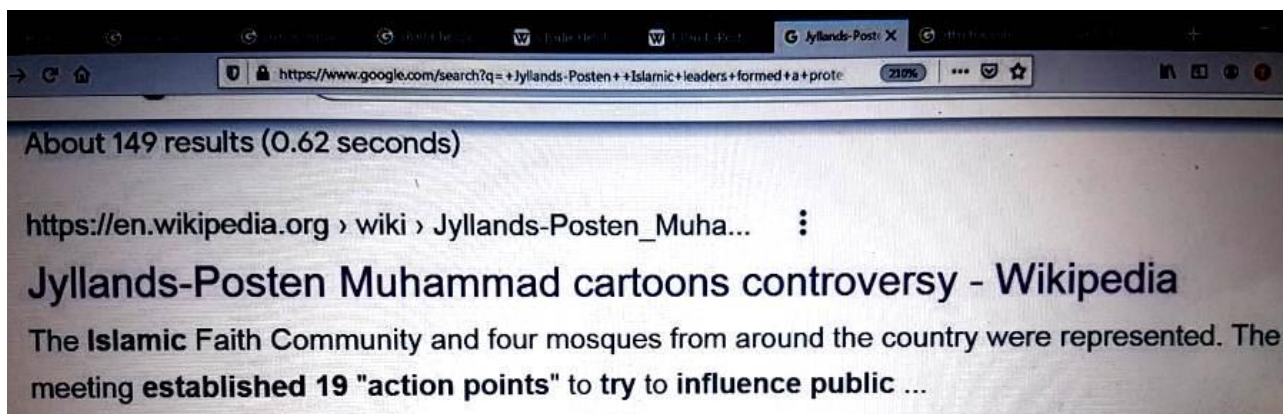 Jyllands-Poste
https://www.google.com/search?q=+Jyllands-Posten++Islamic+leaders+formed+a+prote 210%
About 149 results (0.62 seconds)
https://en.wikipedia.org › wiki › Jyllands-Posten_Muha...
Jyllands-Posten Muhammad cartoons controversy - Wikipedia
The Islamic Faith Community and four mosques from around the country were represented. The
meeting established 19 "action points" to try to influence public ...